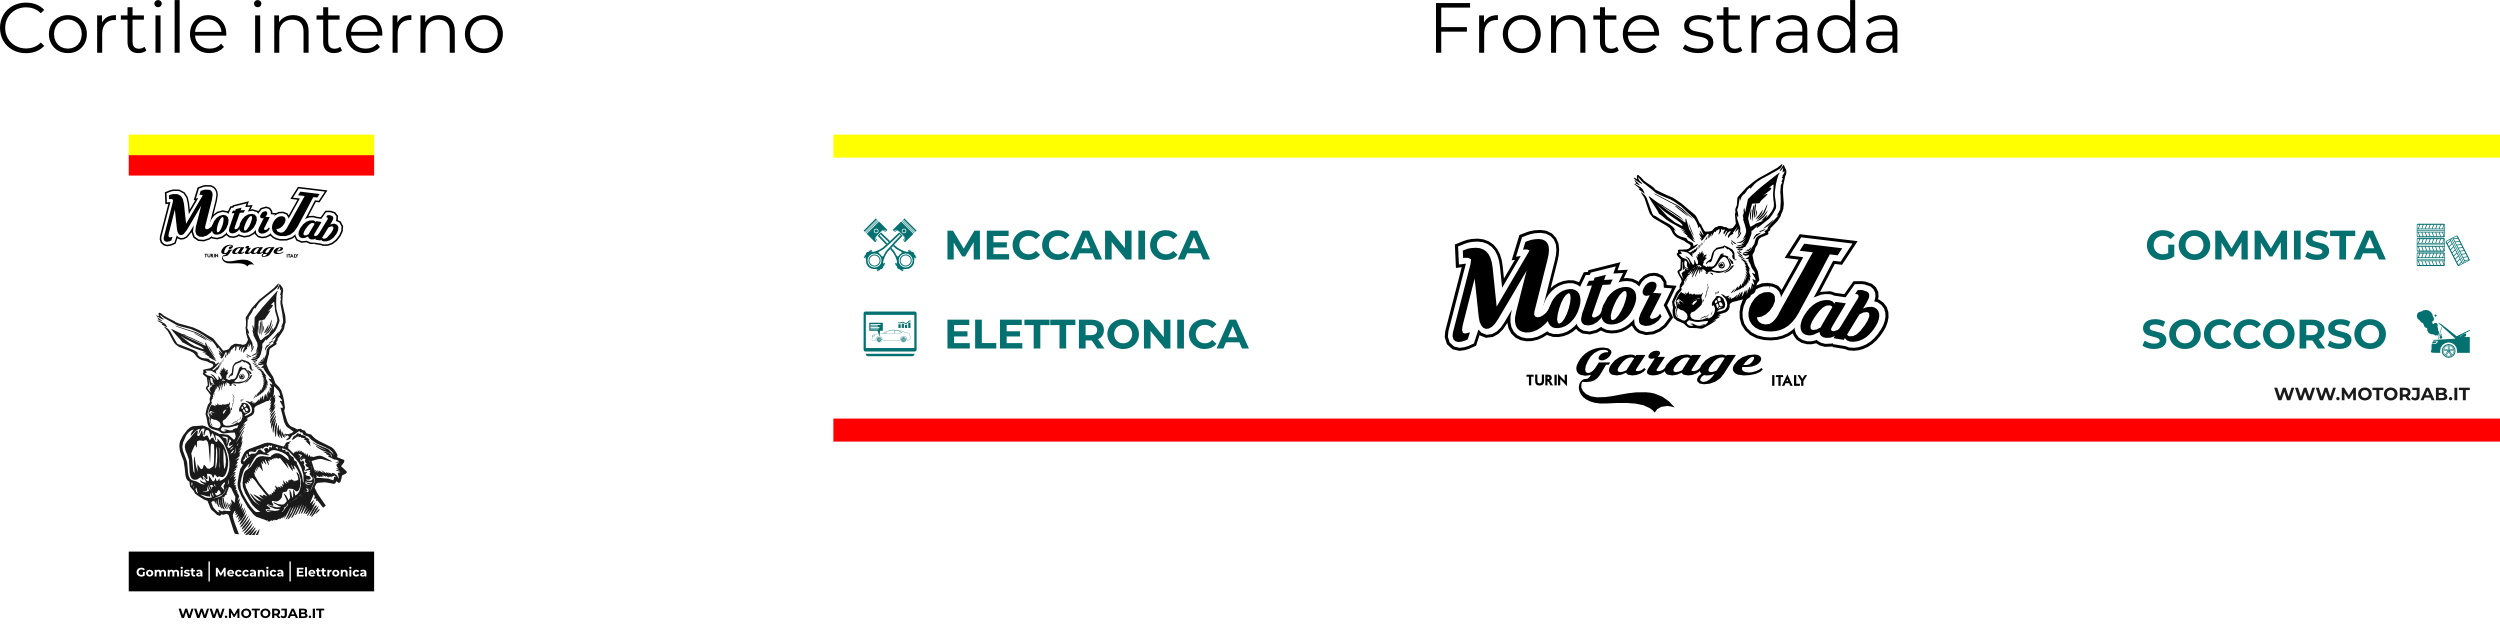 Cortile interno
Fronte strada
MotorJab
Garage
TURIN
ITALY
Gommista | Meccanica | Elettronica
WWW.MOTORJAB.IT
MECCANICA
ELETTRONICA
MotorJab
Garage
TURIN
ITALY
GOMMISTA
SOCCORSO
WWW.MOTORJAB.IT